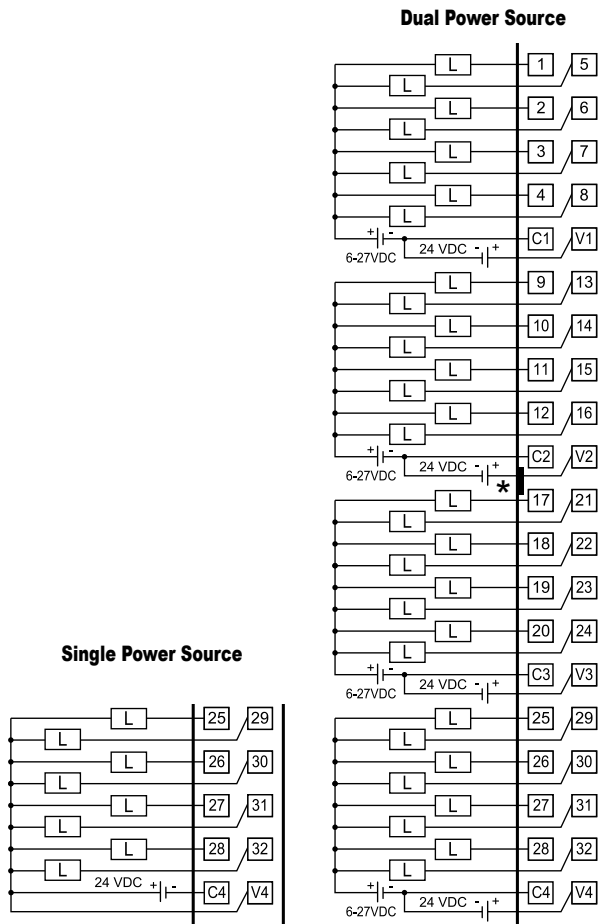 Dual Power Source
L 1 5
L
L 2 6
L
L 3 7
L
L 4 8
L
+ - C1 V1
6-27VDC 24 VDC - +
L 9 13
L
L 10 14
L
L 11 15
L
L 12 16
L
+ - C2 V2
6-27VDC 24 VDC - +
*
L 17 21
L
L 18 22
L
L 19 23
L
L 20 24
L
+ - C3 V3
6-27VDC 24 VDC - +
L 25 29
L
L 26 30
L
L 27 31
L
L 28 32
L
+ - C4 V4
6-27VDC 24 VDC - +
Single Power Source
L 25 29
L
L 26 30
L
L 27 31
L
L 28 32
L
24 VDC + - C4 V4